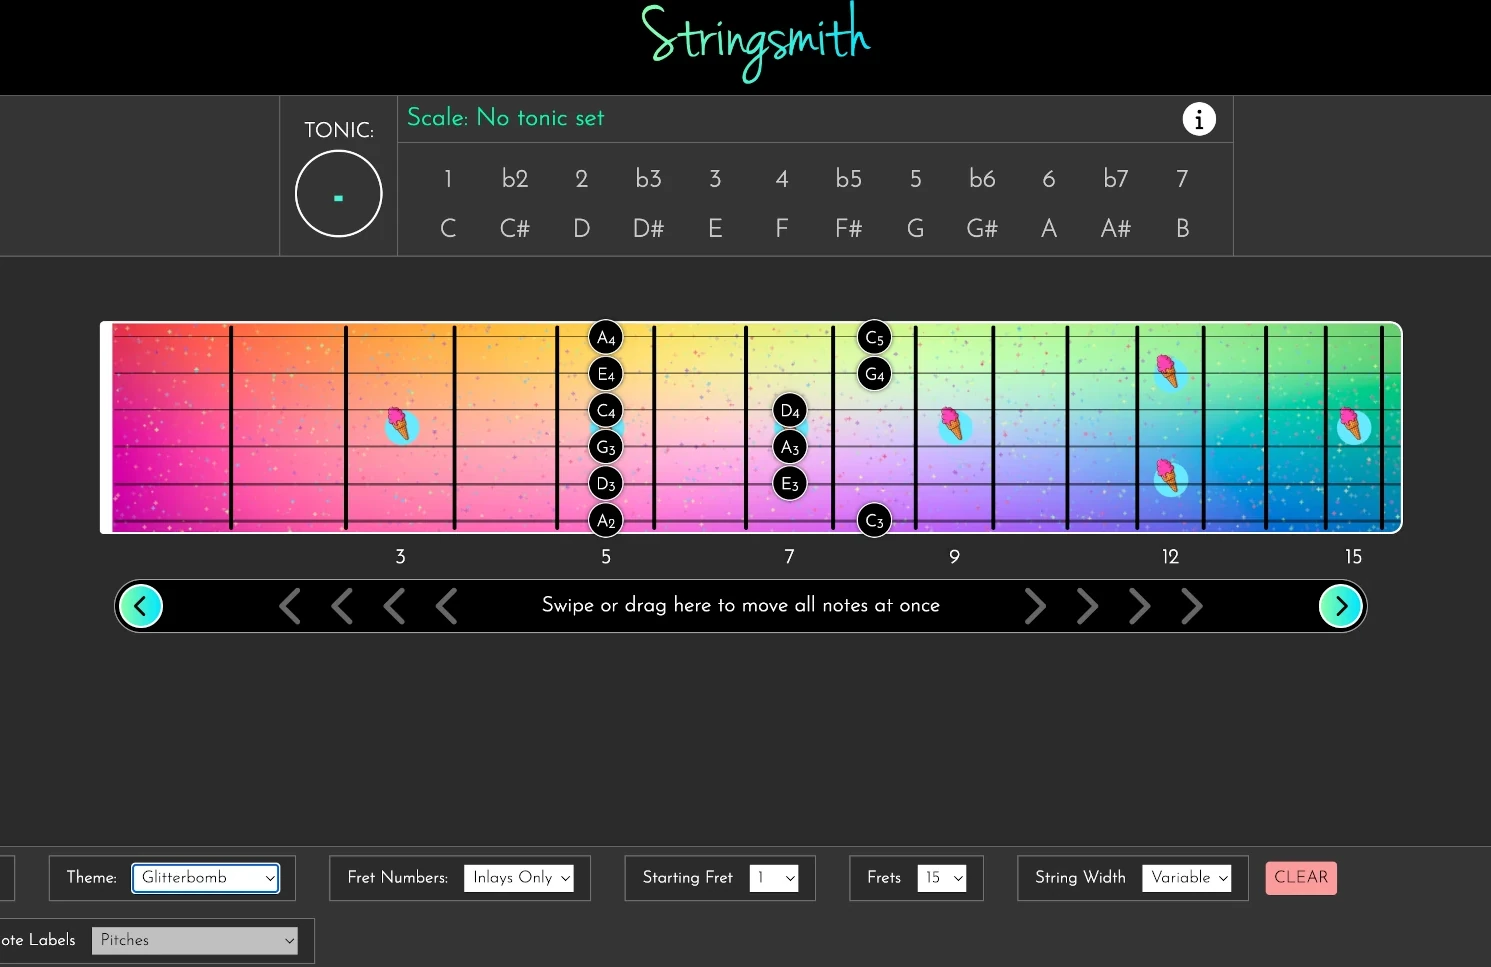 Stringsmith
TONIC:
-
Scale: No tonic set
i
1 b2 2 b3 3 4 b5 5 b6 6 b7 7
C C# D D# E F F# G G# A A# B
A4 C5
E4 G4
C4 D4
G3 A3
D3 E3
A2 C3
3 5 7 9 12 15
Swipe or drag here to move all notes at once
Theme: Glitterbomb Fret Numbers: Inlays Only Starting Fret 1 Frets 15 String Width Variable CLEAR
ote Labels Pitches